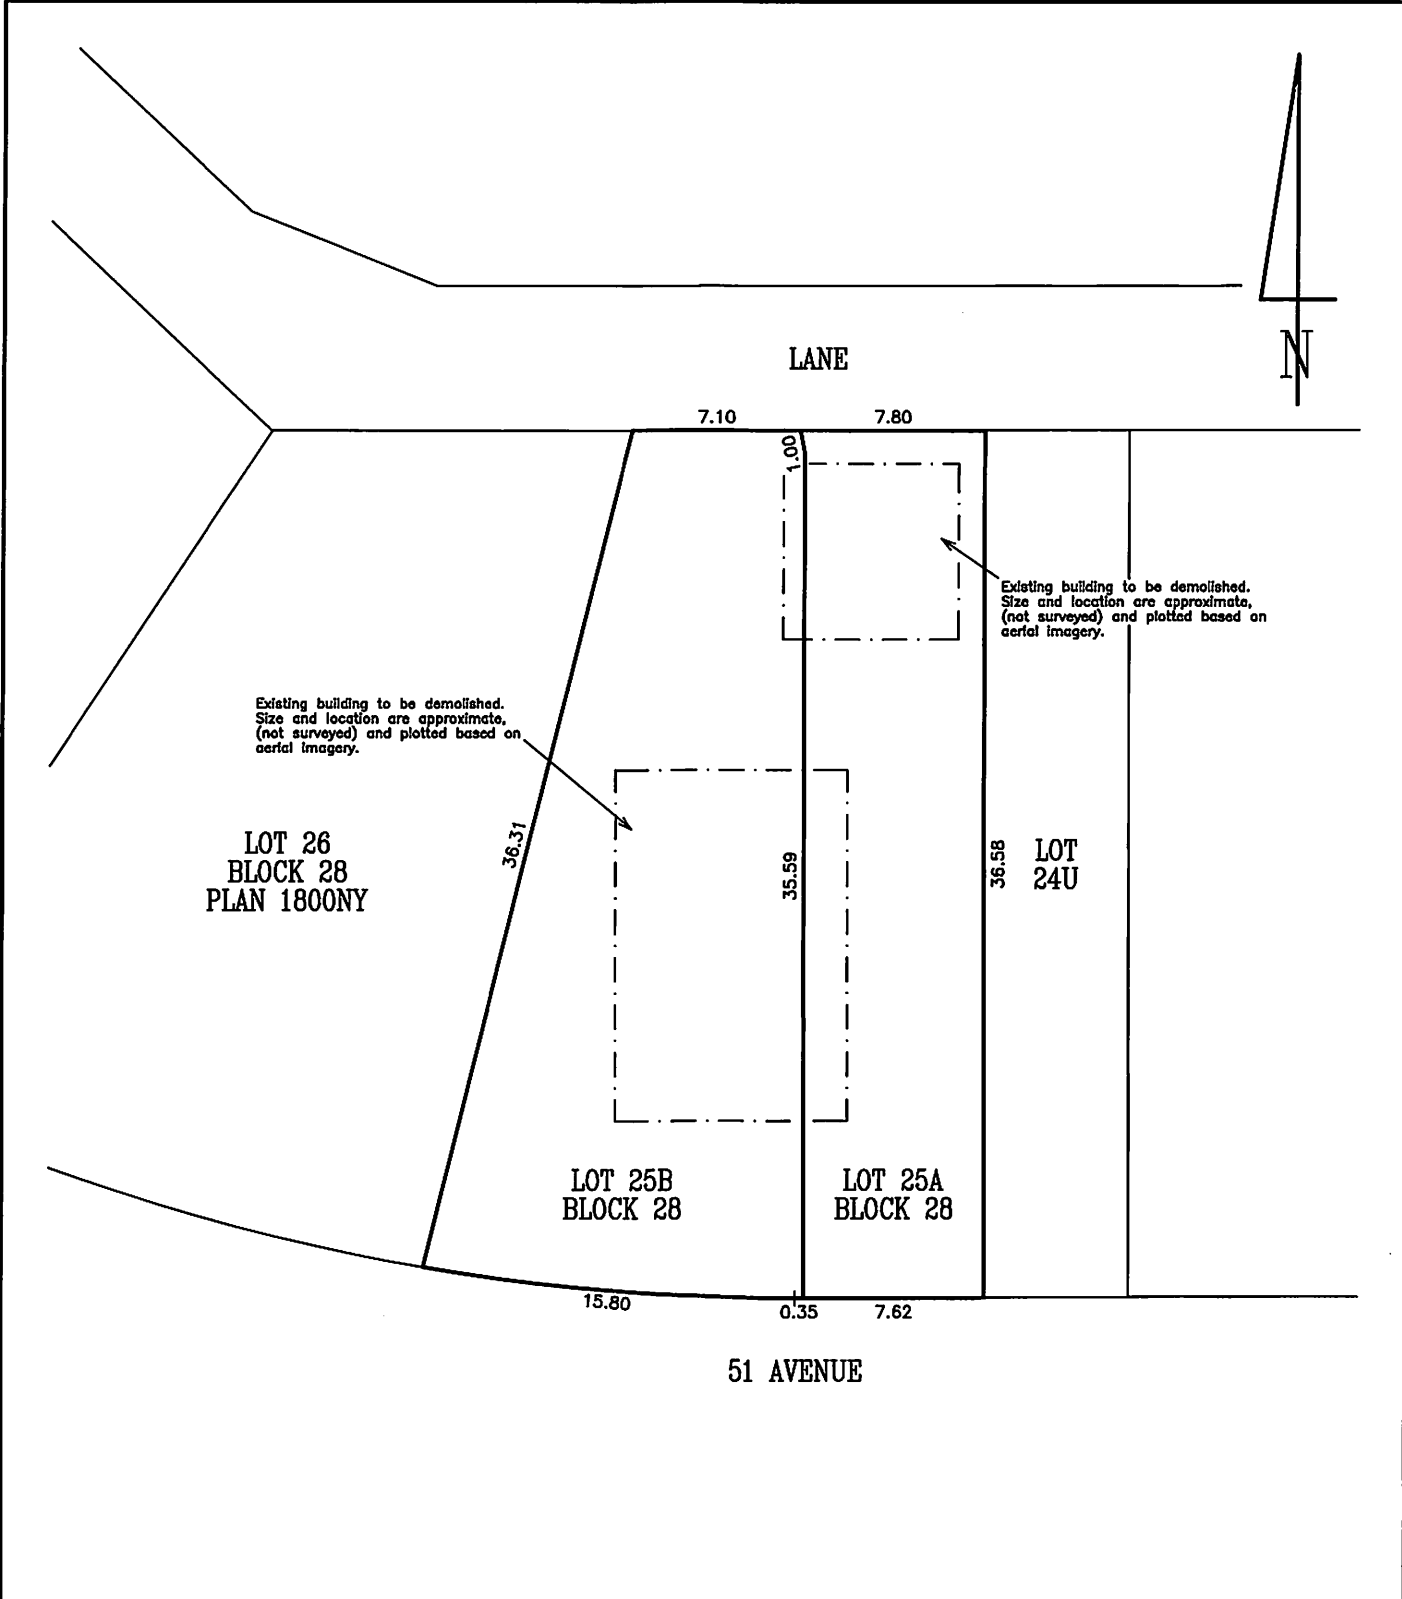 N
LANE
7.10
7.80
1.00
Existing building to be demolished.
Size and location are approximate,
(not surveyed) and plotted based on
aerial imagery.
Existing building to be demolished.
Size and location are approximate,
(not surveyed) and plotted based on
aerial imagery.
LOT 26
BLOCK 28
PLAN 1800NY
36.31
35.59
36.58
LOT
24U
LOT 25B
BLOCK 28
LOT 25A
BLOCK 28
15.80
0.35
7.62
51 AVENUE